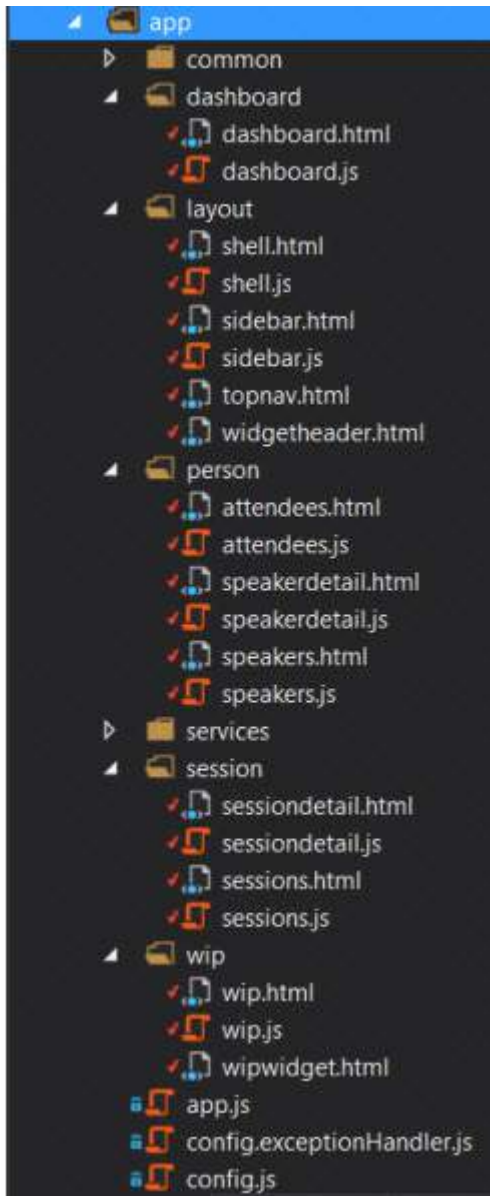 app
common
dashboard
dashboard.html
dashboard.js
layout
shell.html
shell.js
sidebar.html
sidebar.js
topnav.html
widgetheader.html
person
attendees.html
attendees.js
speakerdetail.html
speakerdetail.js
speakers.html
speakers.js
services
session
sessiondetail.html
sessiondetail.js
sessions.html
sessions.js
wip
wip.html
wip.js
wipwidget.html
app.js
config.exceptionHandler.js
config.js